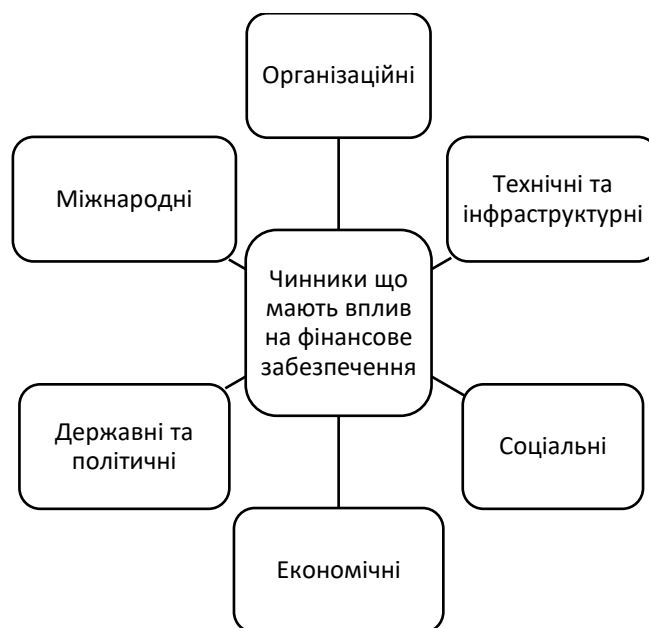 Організаційні
Міжнародні
Технічні та
інфраструктурні
Чинники що
мають вплив
на фінансове
забезпечення
Державні та
політичні
Соціальні
Економічні